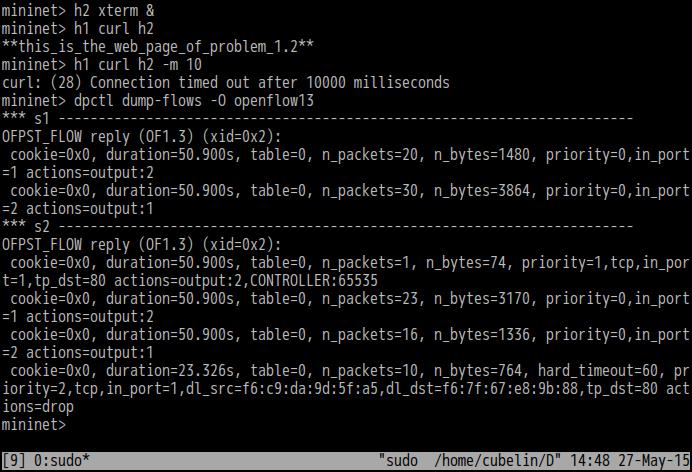 mininet> h2 xterm &
mininet> h1 curl h2
**this_is_the_web_page_of_problem_1.2**
mininet> h1 curl h2 -m 10
curl: (28) Connection timed out after 10000 milliseconds
mininet> dpctl dump-flows -O openflow13
*** s1 -----------------------------------------------------------------------
OFPST_FLOW reply (OF1.3) (xid=0x2):
 cookie=0x0, duration=50.900s, table=0, n_packets=20, n_bytes=1480, priority=0,in_port
=1 actions=output:2
 cookie=0x0, duration=50.900s, table=0, n_packets=30, n_bytes=3864, priority=0,in_port
=2 actions=output:1
*** s2 -----------------------------------------------------------------------
OFPST_FLOW reply (OF1.3) (xid=0x2):
 cookie=0x0, duration=50.900s, table=0, n_packets=1, n_bytes=74, priority=1,tcp,in_por
t=1,tp_dst=80 actions=output:2,CONTROLLER:65535
 cookie=0x0, duration=50.900s, table=0, n_packets=23, n_bytes=3170, priority=0,in_port
=1 actions=output:2
 cookie=0x0, duration=50.900s, table=0, n_packets=16, n_bytes=1336, priority=0,in_port
=2 actions=output:1
 cookie=0x0, duration=23.326s, table=0, n_packets=10, n_bytes=764, hard_timeout=60, pr
iority=2,tcp,in_port=1,dl_src=f6:c9:da:9d:5f:a5,dl_dst=f6:7f:67:e8:9b:88,tp_dst=80 act
ions=drop
mininet>
[9] 0:sudo* "sudo  /home/cubelin/D" 14:48 27-May-15